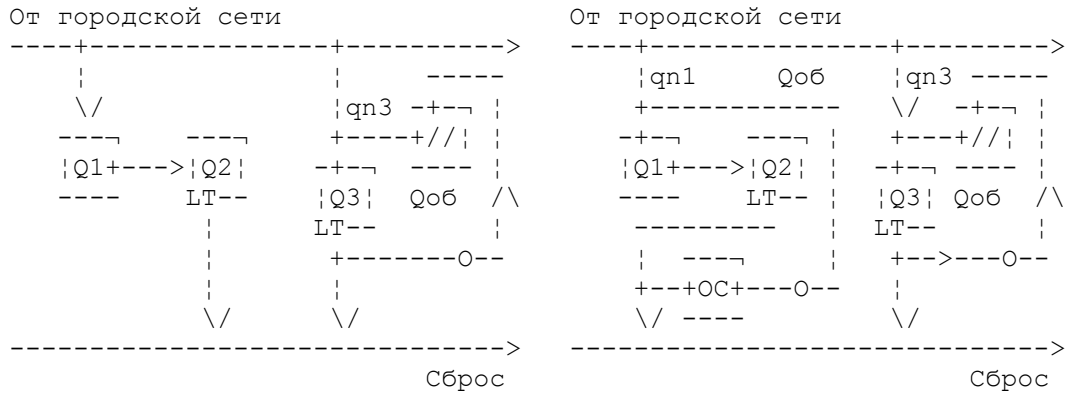 От городской сети От городской сети
qn1 Qоб qn3
qn3
Q1 Q2 Q1 Q2
Q3 Qоб Q3 Qоб
LT LT LT LT
ОС
Сброс Сброс